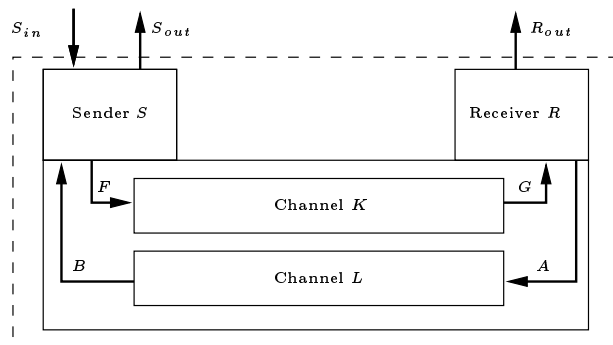 S_in S_out R_out
Sender S Receiver R
F G
Channel K
B A
Channel L